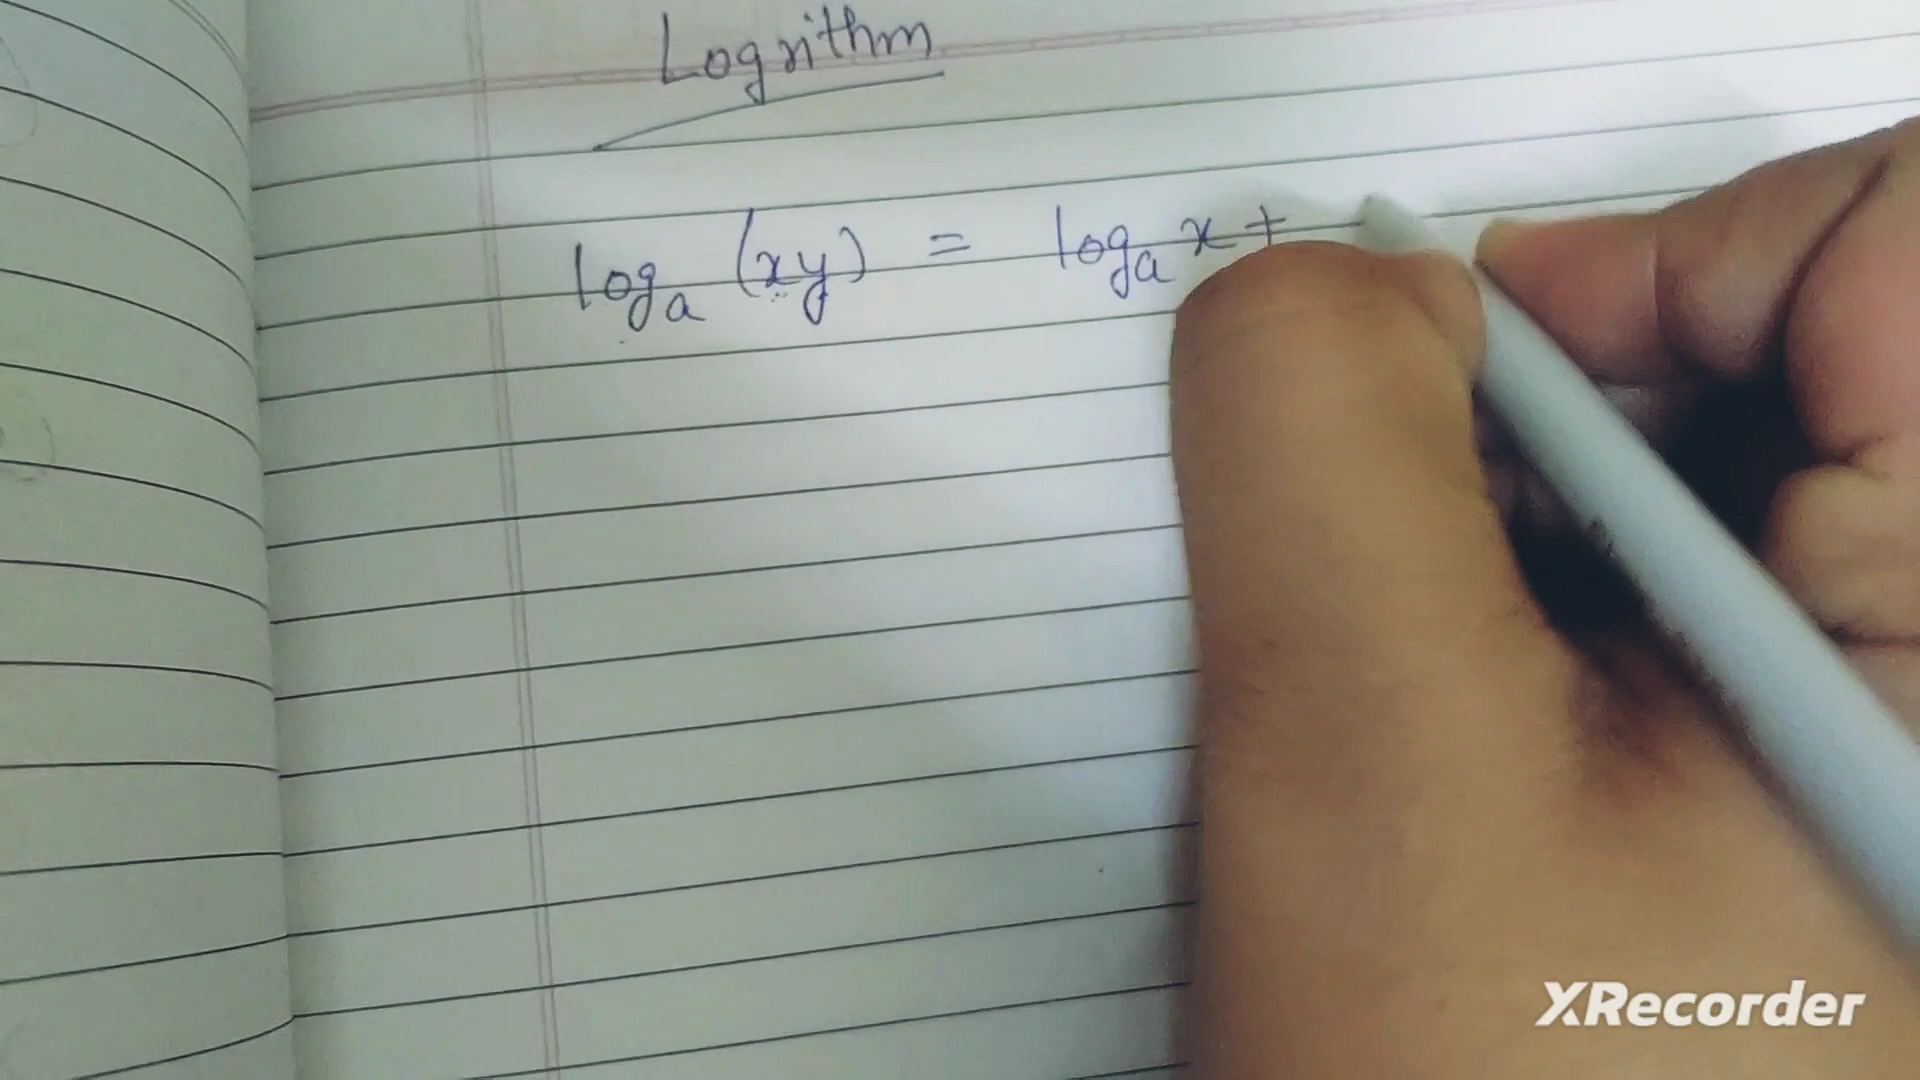 Logrithm
logₐ (xy) = logₐ x +
XRecorder